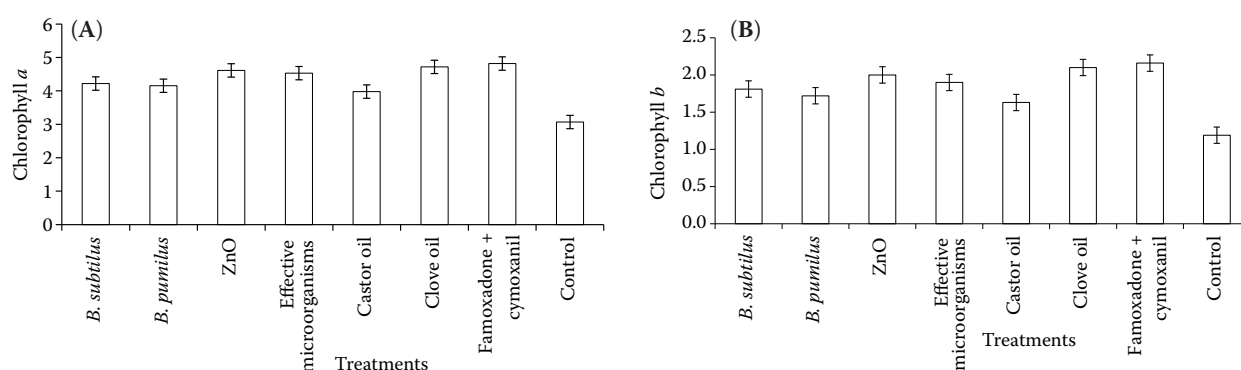 (A)
Chlorophyll a
6
5
4
3
2
1
0
B. subtilus
B. pumilus
ZnO
Effective
microorganisms
Castor oil
Clove oil
Famoxadone +
cymoxanil
Control
Treatments
(B)
Chlorophyll b
2.5
2.0
1.5
1.0
0.5
0.0
B. subtilus
B. pumilus
ZnO
Effective
microorganisms
Castor oil
Clove oil
Famoxadone +
cymoxanil
Control
Treatments